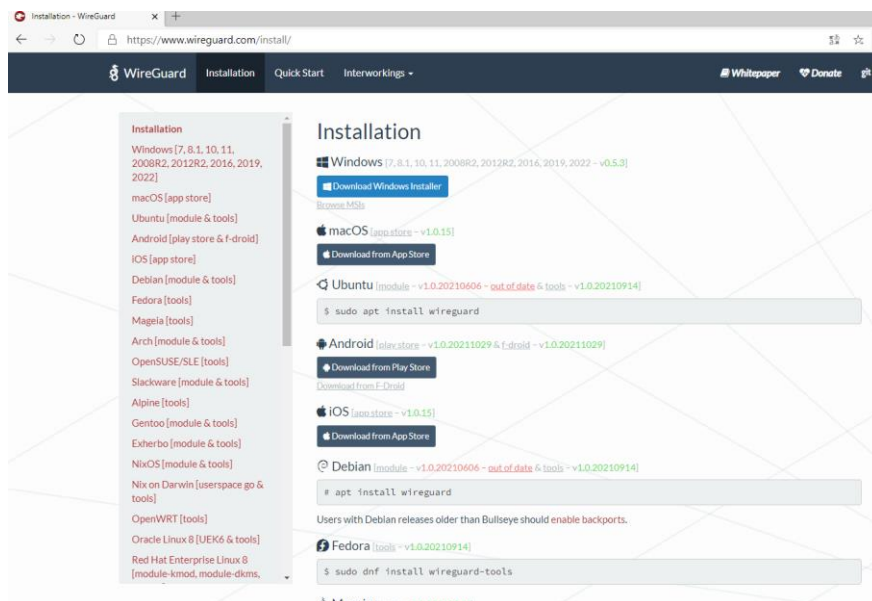 Installation - WireGuard
https://www.wireguard.com/install/
WireGuard Installation Quick Start Interworkings Whitepaper Donate git
Installation
Windows [7, 8.1, 10, 11,
2008R2, 2012R2, 2016, 2019,
2022]
macOS [app store]
Ubuntu [module & tools]
Android [play store & f-droid]
iOS [app store]
Debian [module & tools]
Fedora [tools]
Mageia [tools]
Arch [module & tools]
OpenSUSE/SLE [tools]
Slackware [module & tools]
Alpine [tools]
Gentoo [module & tools]
Exherbo [module & tools]
NixOS [module & tools]
Nix on Darwin [userspace go &
tools]
OpenWRT [tools]
Oracle Linux 8 [UEK6 & tools]
Red Hat Enterprise Linux 8
[module-kmod, module-dkms,
Installation
Windows [7, 8.1, 10, 11, 2008R2, 2012R2, 2016, 2019, 2022 – v0.5.3]
Download Windows Installer
Browse MSIs
macOS [app store – v1.0.15]
Download from App Store
Ubuntu [module – v1.0.20210606 – out of date & tools – v1.0.20210914]
$ sudo apt install wireguard
Android [play store – v1.0.20211029 & f-droid – v1.0.20211029]
Download from Play Store
Download from F-Droid
iOS [app store – v1.0.15]
Download from App Store
Debian [module – v1.0.20210606 – out of date & tools – v1.0.20210914]
# apt install wireguard
Users with Debian releases older than Bullseye should enable backports.
Fedora [tools – v1.0.20210914]
$ sudo dnf install wireguard-tools